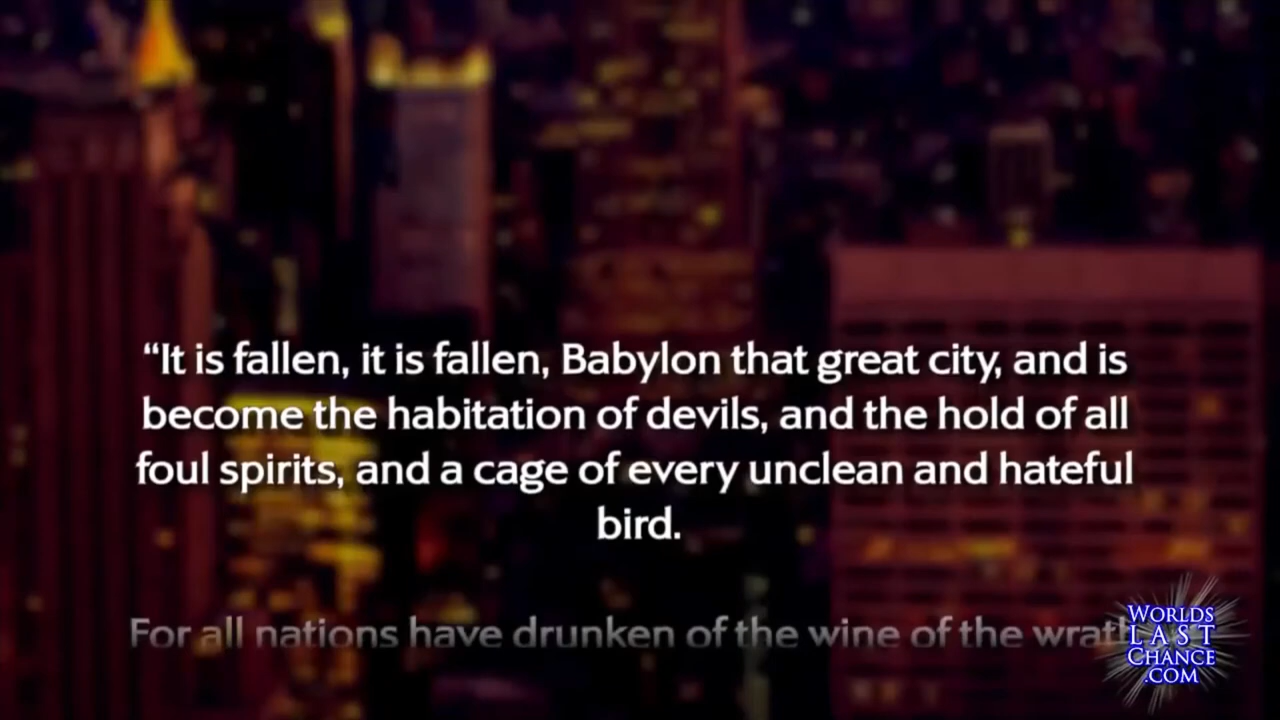 “It is fallen, it is fallen, Babylon that great city, and is
become the habitation of devils, and the hold of all
foul spirits, and a cage of every unclean and hateful
bird.
For all nations have drunken of the wine of the wrath
WORLDS
LAST
CHANCE
.COM